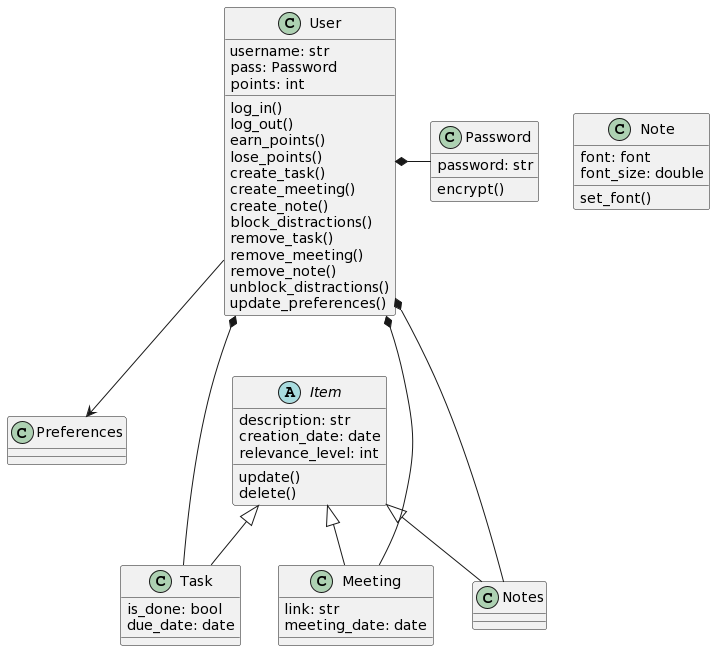 C User
username: str
pass: Password
points: int
log_in()
log_out()
earn_points()
lose_points()
create_task()
create_meeting()
create_note()
block_distractions()
remove_task()
remove_meeting()
remove_note()
unblock_distractions()
update_preferences()
C Password
password: str
encrypt()
C Note
font: font
font_size: double
set_font()
C Preferences
A Item
description: str
creation_date: date
relevance_level: int
update()
delete()
C Task
is_done: bool
due_date: date
C Meeting
link: str
meeting_date: date
C Notes